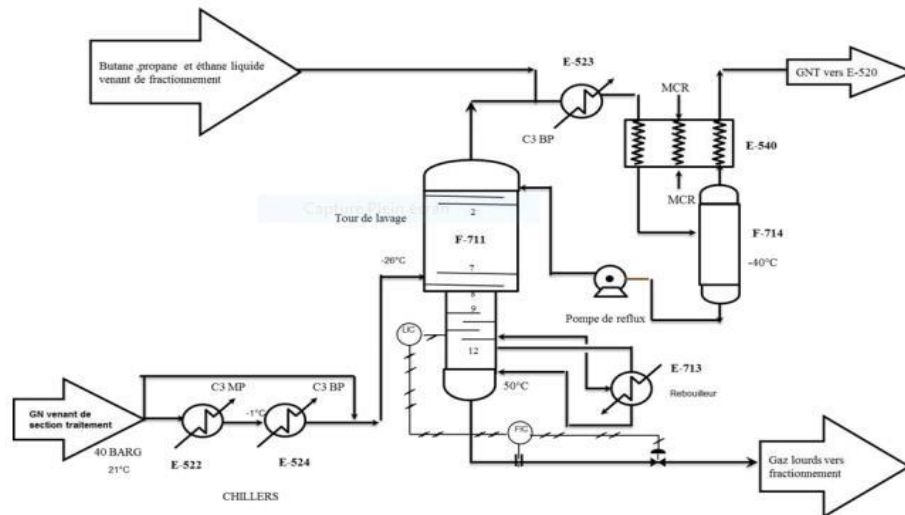 Butane ,propane et éthane liquide
venant de fractionnement
E-523
C3 BP
MCR
GNT vers E-520
E-540
MCR
Capture Plein écran
Tour de lavage
2
F-711
7
8
9
12
-26°C
F-714
-40°C
Pompe de reflux
LIC
E-713
Rebouilleur
50°C
GN venant de
section traitement
40 BARG
21°C
C3 MP
-1°C
C3 BP
E-522
E-524
CHILLERS
FIC
Gaz lourds vers
fractionnement